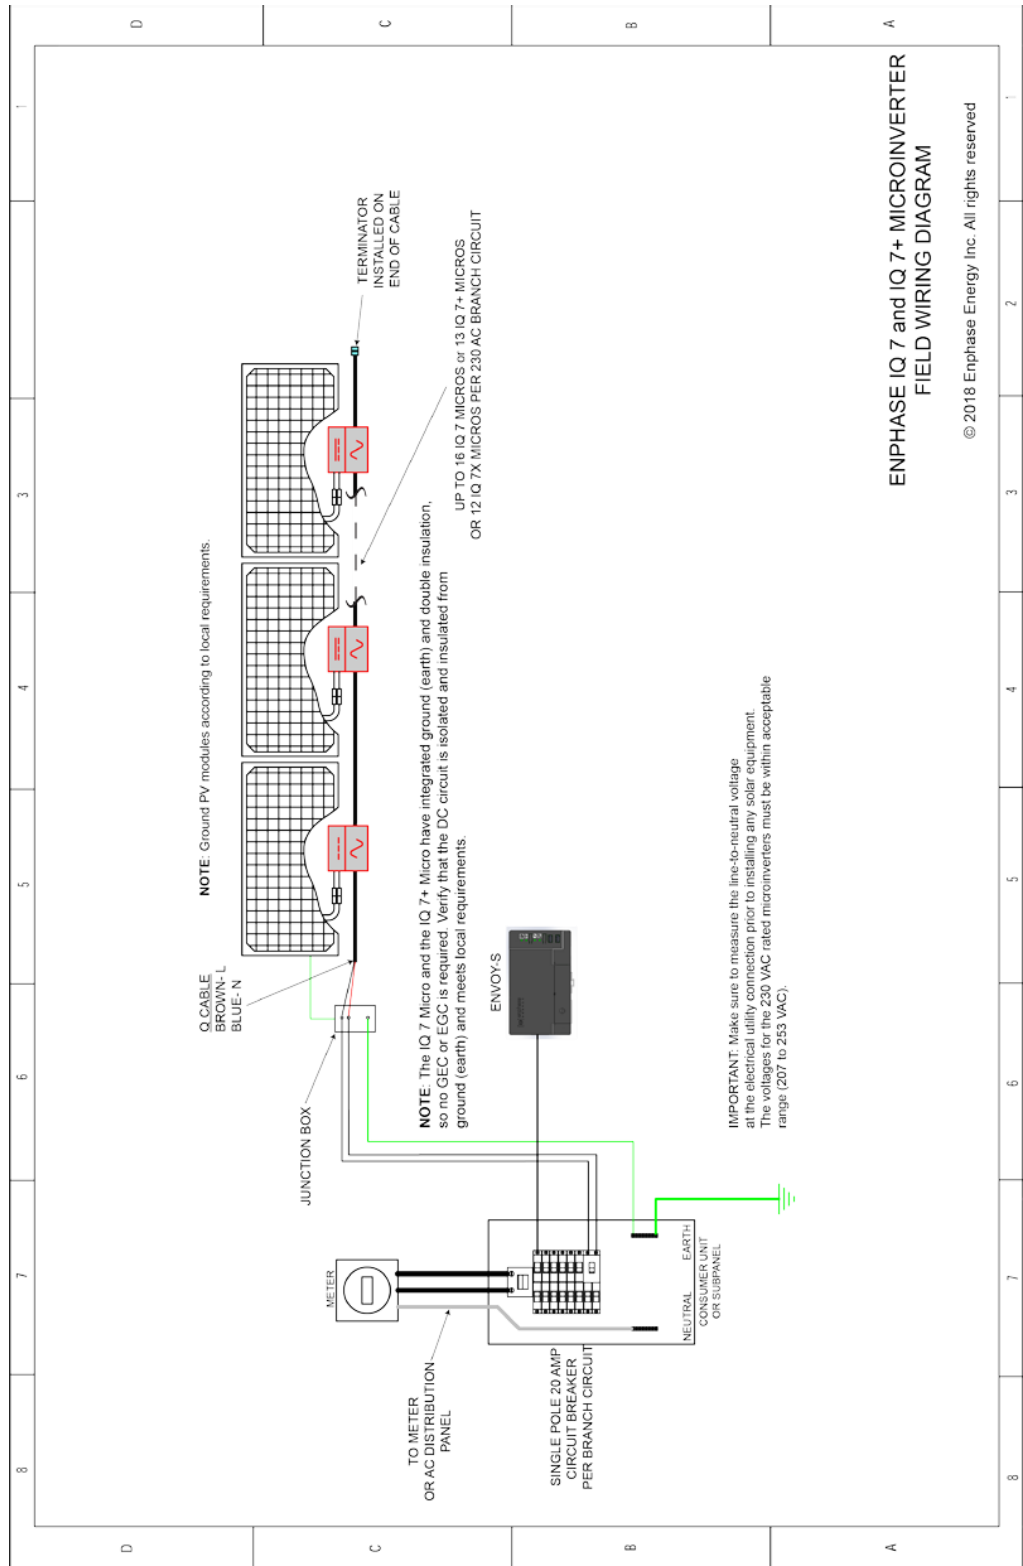 D
C
B
A
1
2
3
4
5
6
7
8
NOTE: Ground PV modules according to local requirements.
Q CABLE
BROWN- L
BLUE- N
JUNCTION BOX
TERMINATOR
INSTALLED ON
END OF CABLE
UP TO 16 IQ 7 MICROS or 13 IQ 7+ MICROS
OR 12 IQ 7X MICROS PER 230 AC BRANCH CIRCUIT
NOTE: The IQ 7 Micro and the IQ 7+ Micro have integrated ground (earth) and double insulation,
so no GEC or EGC is required. Verify that the DC circuit is isolated and insulated from
ground (earth) and meets local requirements.
METER
TO METER
OR AC DISTRIBUTION
PANEL
ENVOY-S
SINGLE POLE 20 AMP
CIRCUIT BREAKER
PER BRANCH CIRCUIT
NEUTRAL
EARTH
CONSUMER UNIT
OR SUBPANEL
IMPORTANT: Make sure to measure the line-to-neutral voltage
at the electrical utility connection prior to installing any solar equipment.
The voltages for the 230 VAC rated microinverters must be within acceptable
range (207 to 253 VAC).
ENPHASE IQ 7 and IQ 7+ MICROINVERTER
FIELD WIRING DIAGRAM
© 2018 Enphase Energy Inc. All rights reserved
D
C
B
A
1
2
3
4
5
6
7
8